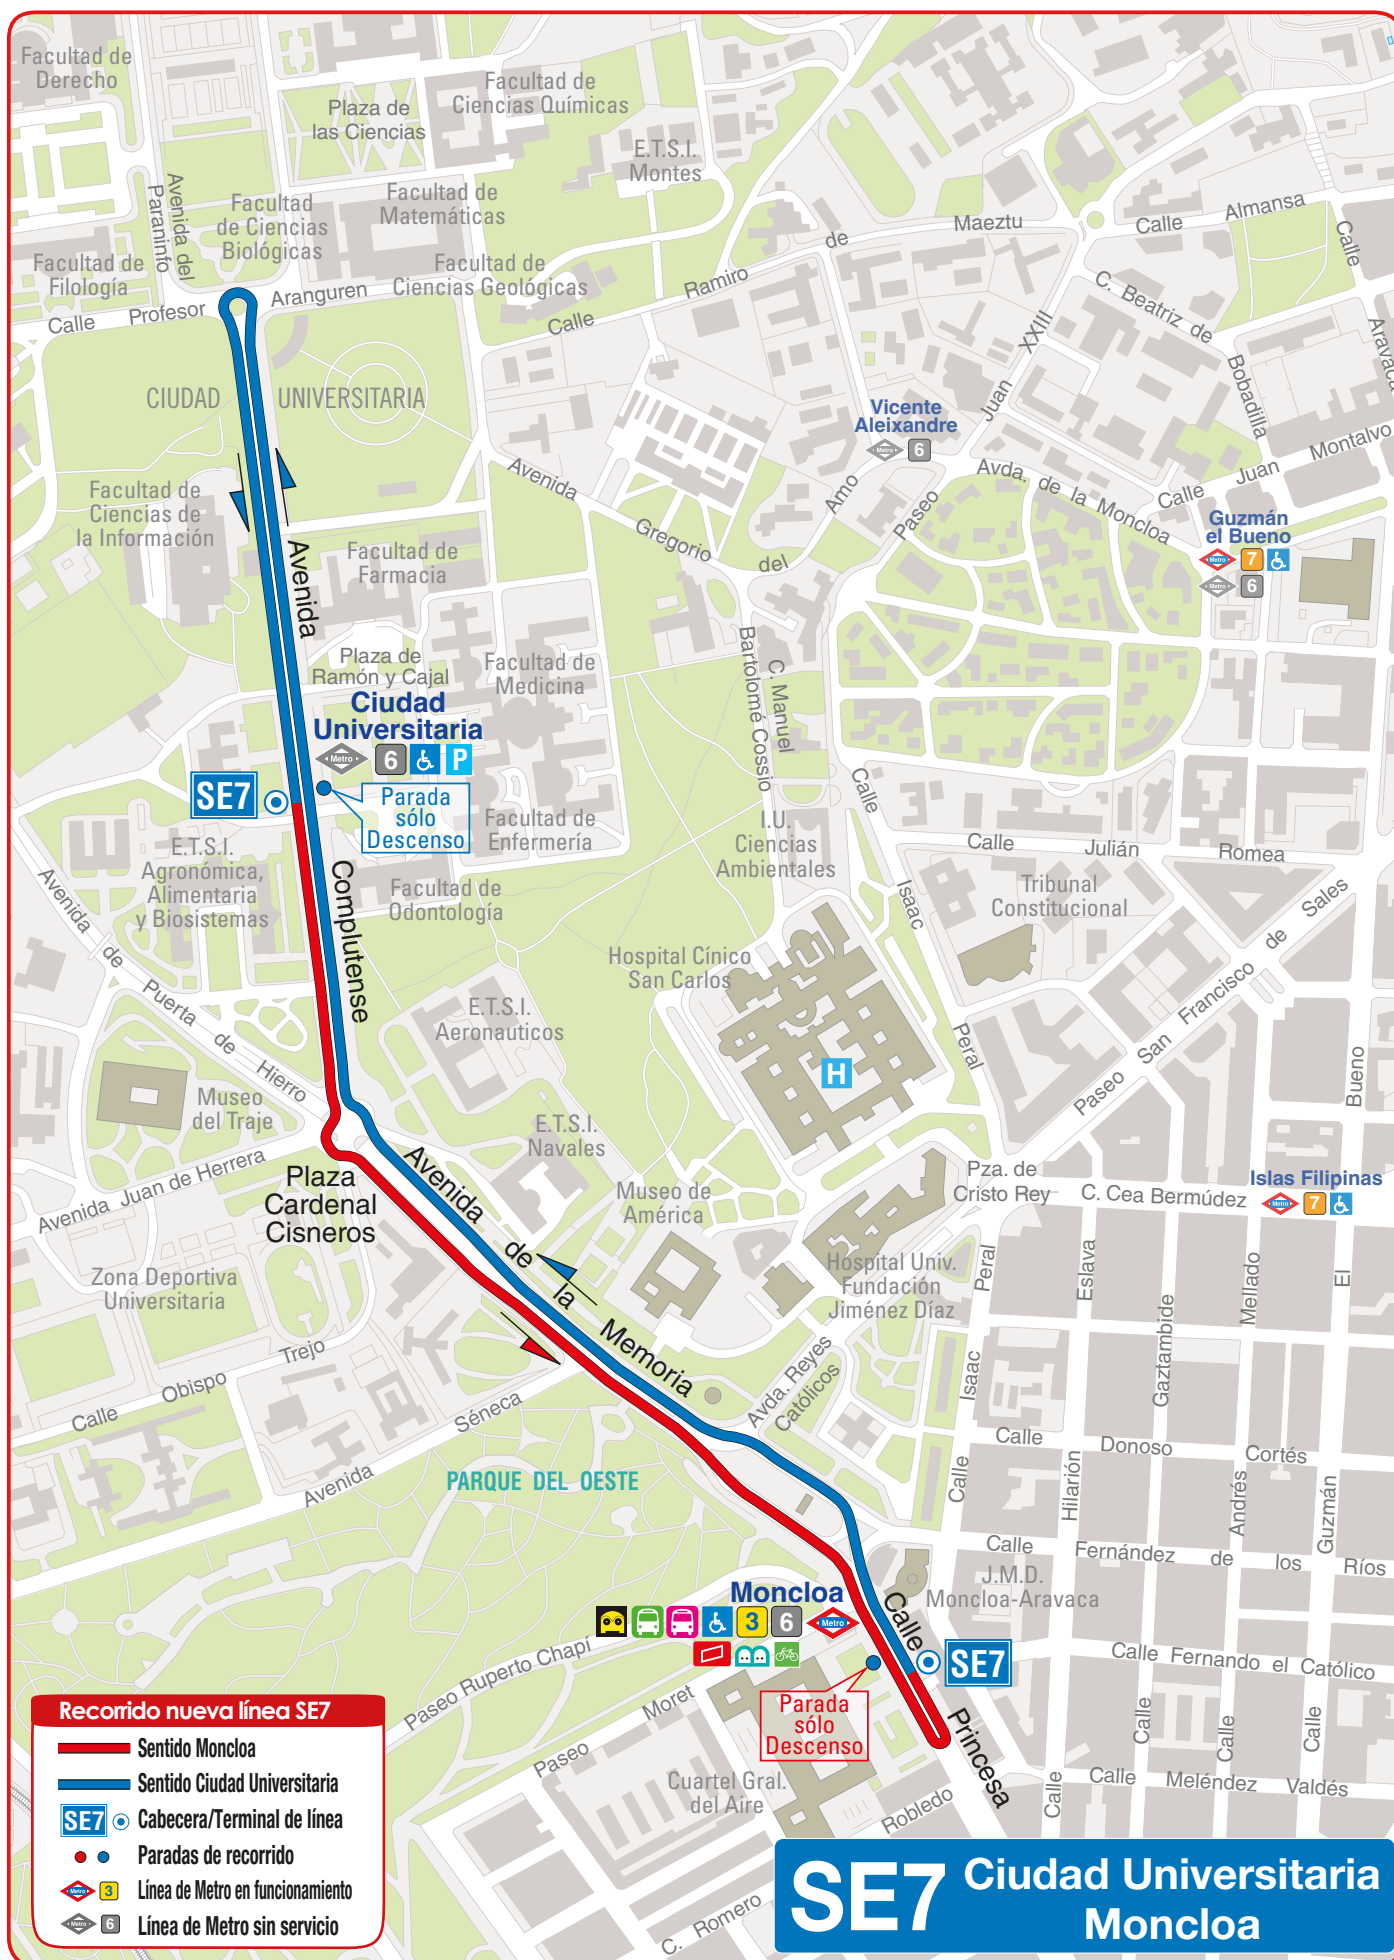 Facultad de
Derecho
Plaza de
las Ciencias
Facultad de
Ciencias Químicas
E.T.S.I.
Montes
Avenida del
Paraninfo
Facultad
de Ciencias
Biológicas
Facultad de
Matemáticas
Facultad de
Filología
Facultad de
Ciencias Geológicas
Calle Profesor Aranguren
Calle Ramiro de Maeztu
Calle Almansa
Calle Aravaca
C. Beatriz de Bobadilla
CIUDAD UNIVERSITARIA
Paseo Juan XXIII
Vicente
Aleixandre
Metro 6
Avda. de la Moncloa
Calle Juan Montalvo
Guzmán
el Bueno
Metro 7
Metro 6
Avenida Gregorio del Amo
Facultad de
Ciencias de
la Información
Avenida Complutense
Facultad de
Farmacia
Plaza de
Ramón y Cajal
Facultad de
Medicina
Ciudad
Universitaria
Metro 6 P
SE7
Parada
sólo
Descenso
Facultad de
Enfermería
C. Manuel
Bartolomé Cossio
I.U.
Ciencias
Ambientales
Calle Isaac Peral
Calle Julián Romea
Tribunal
Constitucional
Paseo San Francisco de Sales
E.T.S.I.
Agronómica,
Alimentaria
y Biosístemas
Facultad de
Odontología
Avenida de Puerta de Hierro
Hospital Cínico
San Carlos
H
E.T.S.I.
Aeronauticos
Museo
del Traje
E.T.S.I.
Navales
Avenida Juan de Herrera
Plaza
Cardenal
Cisneros
Avenida de la Memoria
Museo de
América
Pza. de
Cristo Rey
C. Cea Bermúdez
Islas Filipinas
Metro 7
Zona Deportiva
Universitaria
Hospital Univ.
Fundación
Jiménez Díaz
Calle Obispo Trejo
Avenida Séneca
Avda. Reyes
Católicos
PARQUE DEL OESTE
Calle Isaac Peral
Calle Hilarión Eslava
Calle Gaztambide
Calle Andrés Mellado
Calle Guzmán El Bueno
Calle Donoso Cortés
Calle Fernández de los Ríos
J.M.D.
Moncloa-Aravaca
Moncloa
3 6 Metro
Calle Princesa
SE7
Calle Fernando el Católico
Paseo Ruperto Chapí
Paseo Moret
Parada
sólo
Descenso
Calle Meléndez Valdés
Cuartel Gral.
del Aire
C. Romero Robledo
Recorrido nueva línea SE7
Sentido Moncloa
Sentido Ciudad Universitaria
SE7 Cabecera/Terminal de línea
Paradas de recorrido
Metro 3 Línea de Metro en funcionamiento
Metro 6 Línea de Metro sin servicio
SE7 Ciudad Universitaria
Moncloa